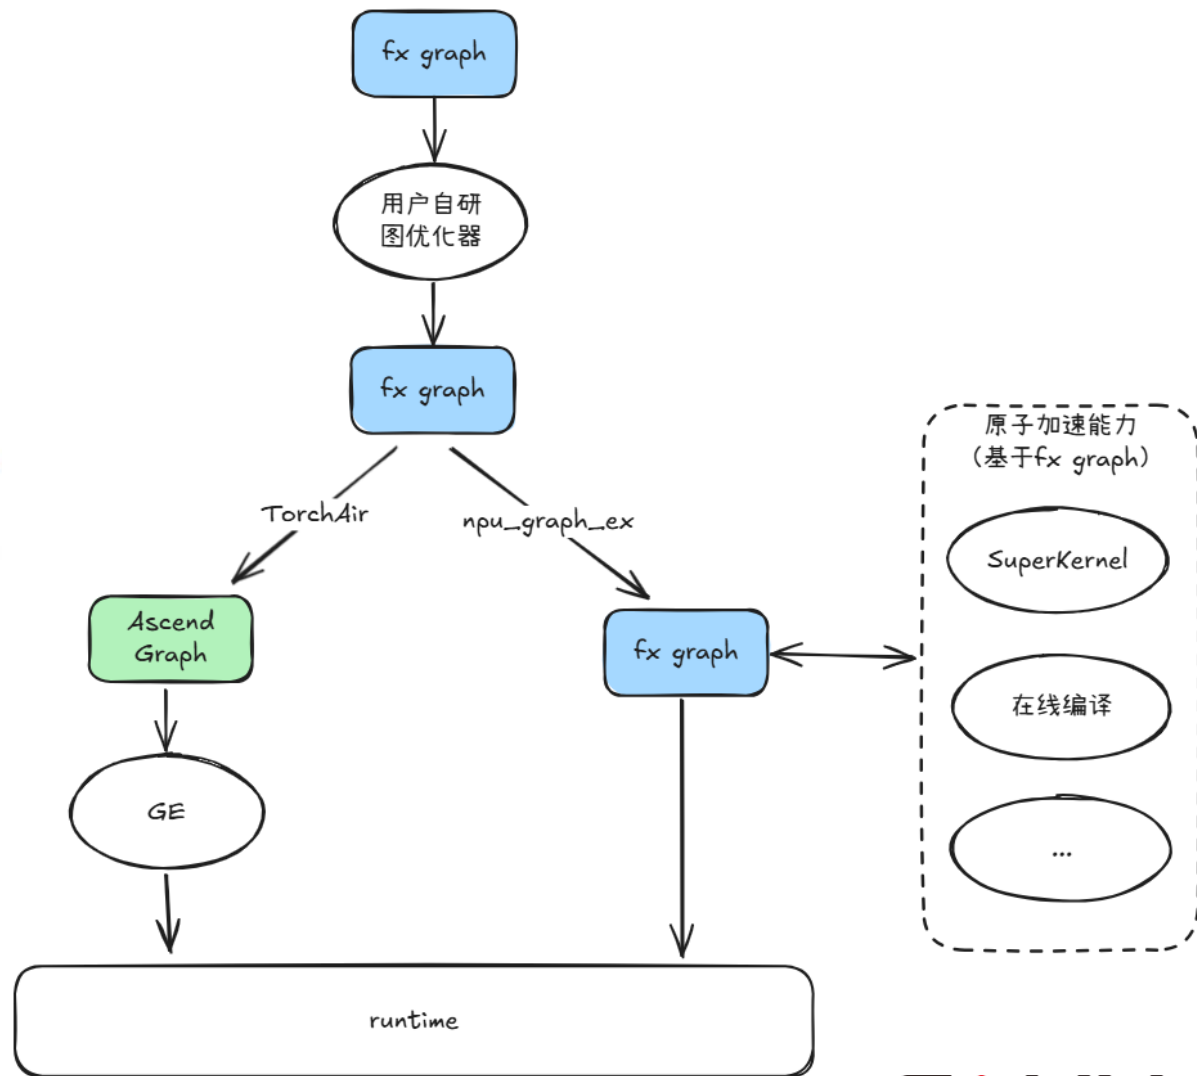 fx graph
用户自研
图优化器
fx graph
TorchAir
npu_graph_ex
Ascend
Graph
fx graph
GE
runtime
原子加速能力
（基于fx graph）
SuperKernel
在线编译
...